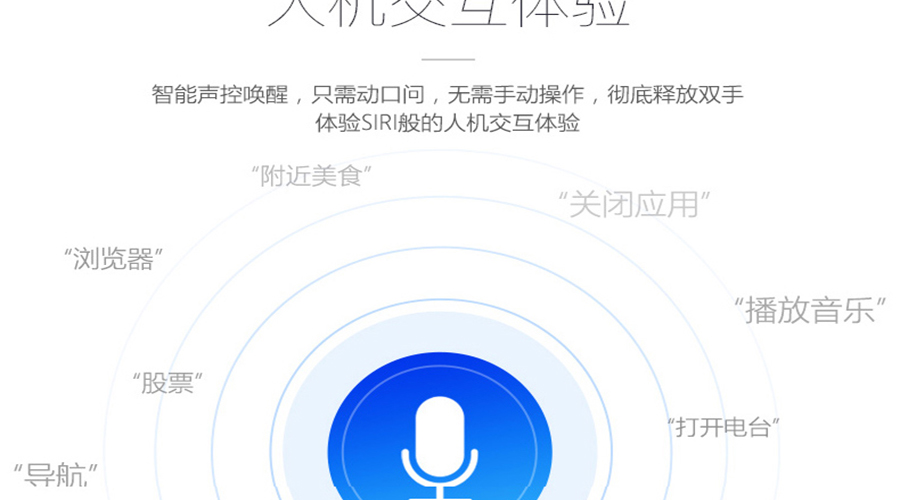 人机交互体验
智能声控唤醒，只需动口问，无需手动操作，彻底释放双手
体验SIRI般的人机交互体验
“附近美食”
“关闭应用”
“浏览器”
“播放音乐”
“股票”
“打开电台”
“导航”